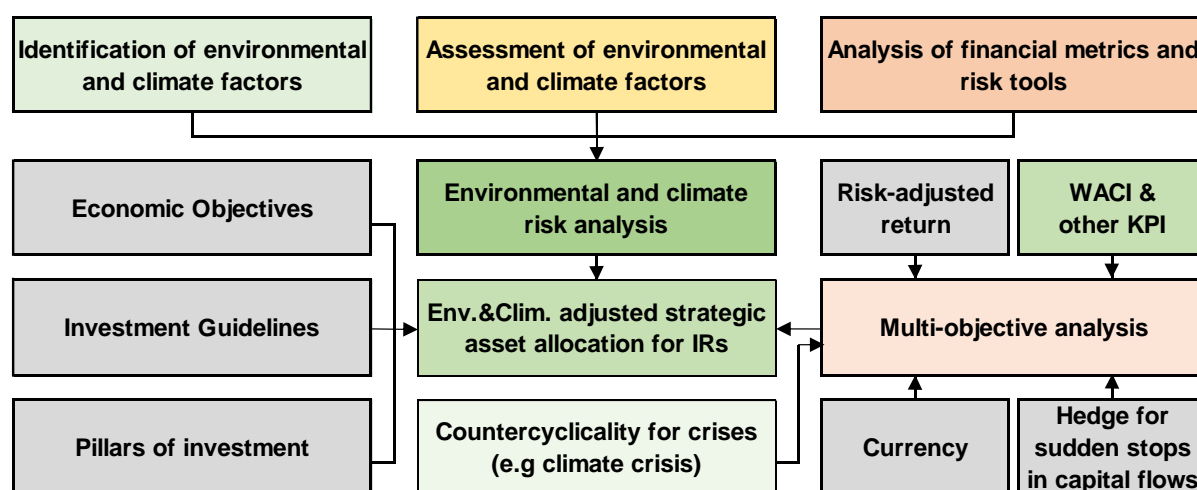 Identification of environmental
and climate factors
Assessment of environmental
and climate factors
Analysis of financial metrics and
risk tools
Economic Objectives
Environmental and climate
risk analysis
Risk-adjusted
return
WACI &
other KPI
Investment Guidelines
Env.&Clim. adjusted strategic
asset allocation for IRs
Multi-objective analysis
Pillars of investment
Countercyclicality for crises
(e.g climate crisis)
Currency
Hedge for
sudden stops
in capital flows